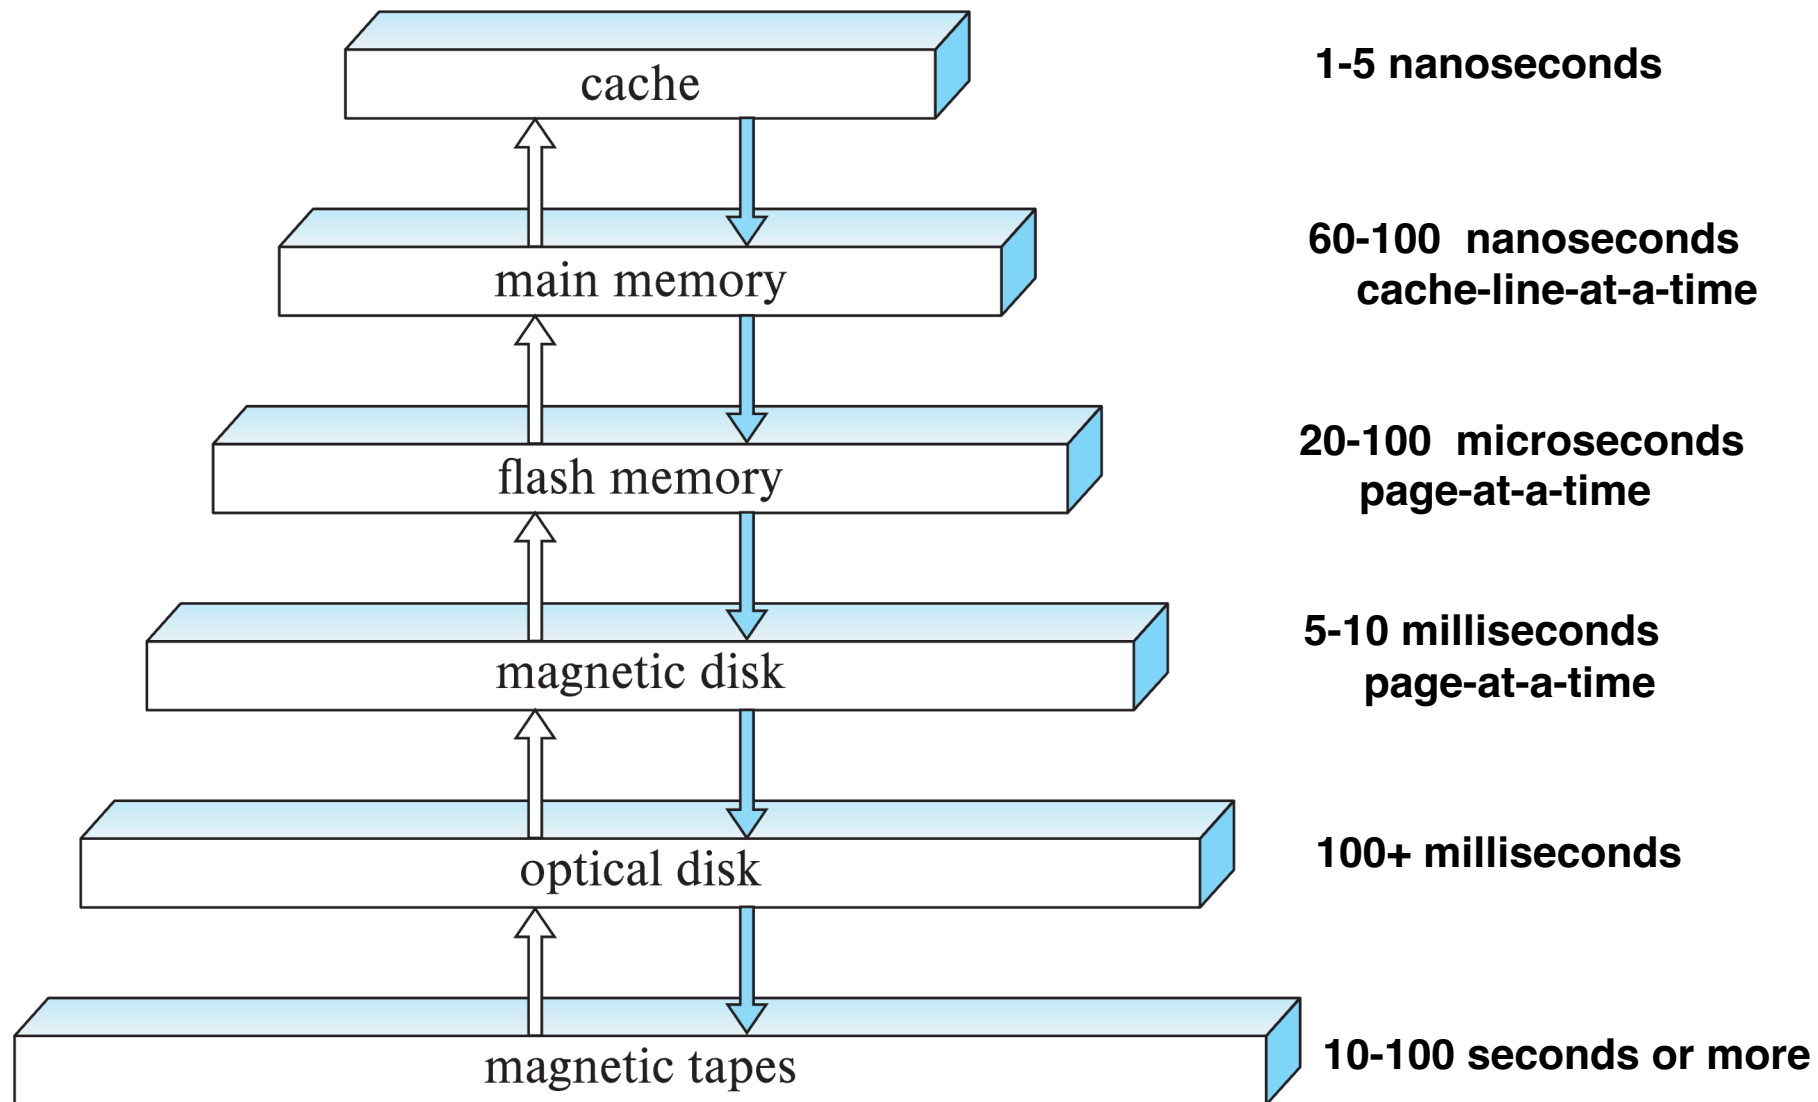 cache
1-5 nanoseconds
main memory
60-100 nanoseconds
cache-line-at-a-time
flash memory
20-100 microseconds
page-at-a-time
magnetic disk
5-10 milliseconds
page-at-a-time
optical disk
100+ milliseconds
magnetic tapes
10-100 seconds or more